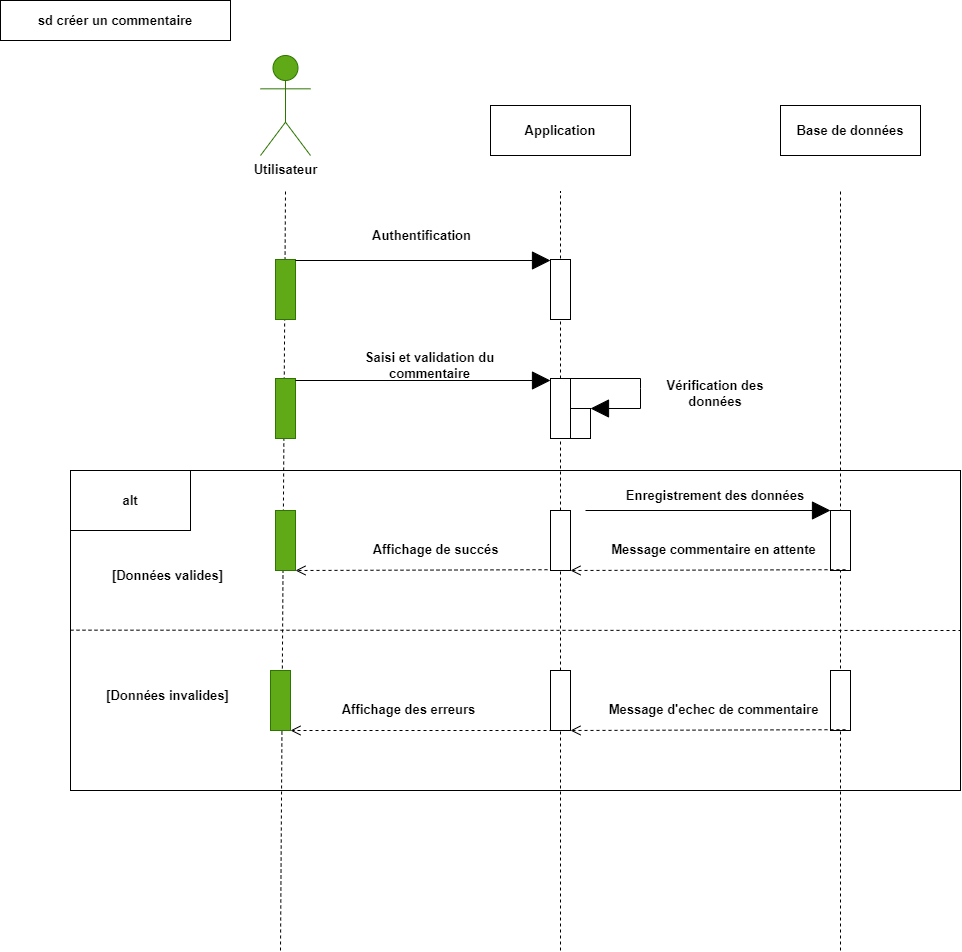 sd créer un commentaire
Application
Base de données
Utilisateur
Authentification
Saisi et validation du
commentaire
Vérification des
données
alt
Enregistrement des données
Affichage de succés
Message commentaire en attente
[Données valides]
[Données invalides]
Affichage des erreurs
Message d'echec de commentaire